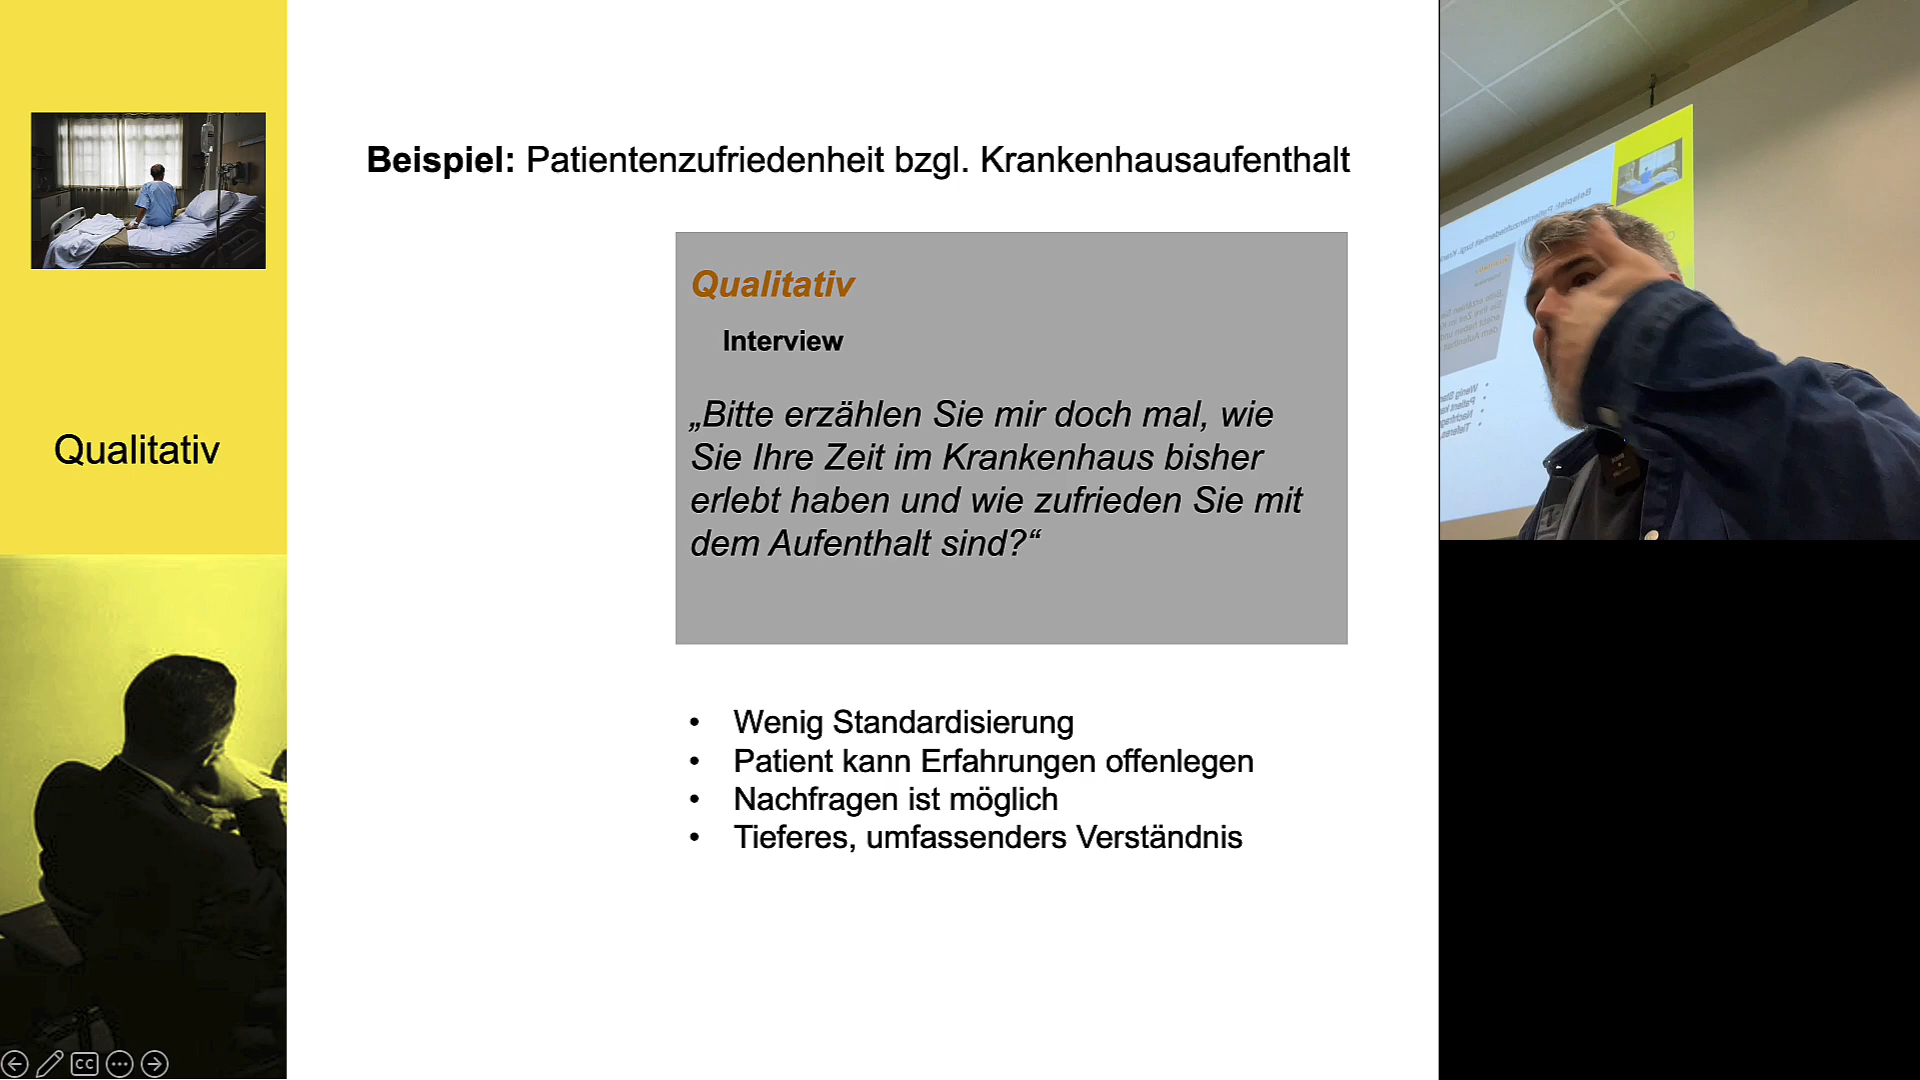 Beispiel: Patientenzufriedenheit bzgl. Krankenhausaufenthalt
Qualitativ
Qualitativ
Interview
„Bitte erzählen Sie mir doch mal, wie
Sie Ihre Zeit im Krankenhaus bisher
erlebt haben und wie zufrieden Sie mit
dem Aufenthalt sind?“
• Wenig Standardisierung
• Patient kann Erfahrungen offenlegen
• Nachfragen ist möglich
• Tieferes, umfassenders Verständnis
CC